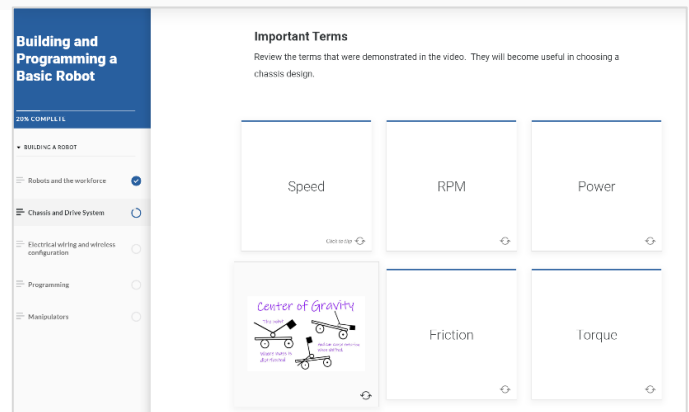 Building and
Programming a
Basic Robot
20% COMPLETE
BUILDING A ROBOT
Robots and the workforce
Chassis and Drive System
Electrical wiring and wireless
configuration
Programming
Manipulators
Important Terms
Review the terms that were demonstrated in the video. They will become useful in choosing a
chassis design.
Speed
Click to flip
RPM
Power
Center of Gravity
Friction
Torque